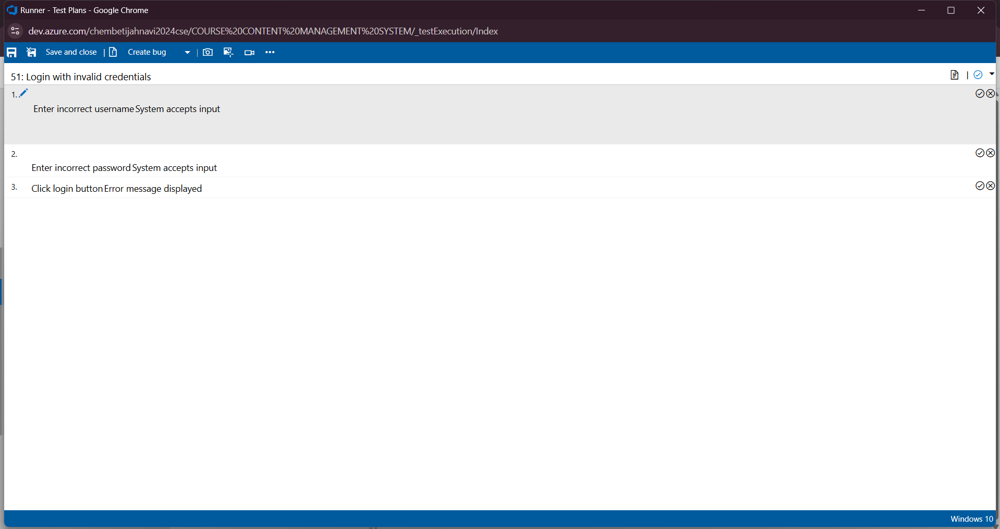 Runner - Test Plans - Google Chrome
dev.azure.com/chembetijahnavi2024cse/COURSE%20CONTENT%20MANAGEMENT%20SYSTEM/_testExecution/Index
Save and close | Create bug |
51: Login with invalid credentials |
1.
Enter incorrect username System accepts input
2.
Enter incorrect password System accepts input
3. Click login button Error message displayed
Windows 10